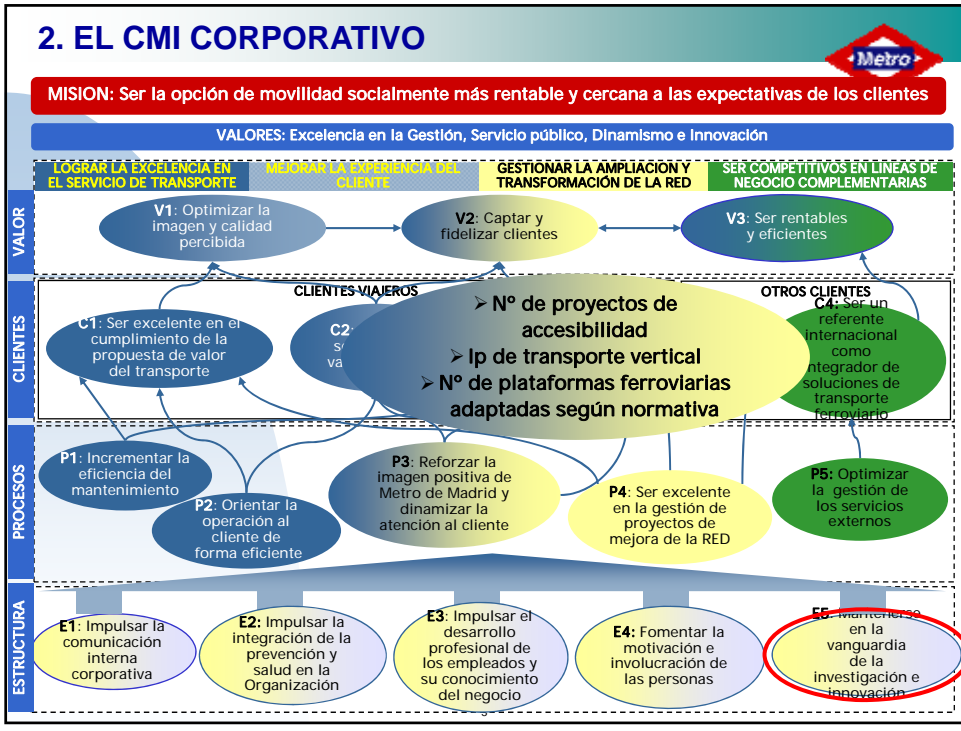 2. EL CMI CORPORATIVO
Metro
MISION: Ser la opción de movilidad socialmente más rentable y cercana a las expectativas de los clientes
VALORES: Excelencia en la Gestión, Servicio público, Dinamismo e Innovación
LOGRAR LA EXCELENCIA EN
EL SERVICIO DE TRANSPORTE
MEJORAR LA EXPERIENCIA DEL
CLIENTE
GESTIONAR LA AMPLIACION Y
TRANSFORMACIÓN DE LA RED
SER COMPETITIVOS EN LÍNEAS DE
NEGOCIO COMPLEMENTARIAS
VALOR
V1: Optimizar la
imagen y calidad
percibida
V2: Captar y
fidelizar clientes
V3: Ser rentables
y eficientes
CLIENTES
CLIENTES VIAJEROS
OTROS CLIENTES
C1: Ser excelente en el
cumplimiento de la
propuesta de valor
del transporte
C2:
s
va
➢ Nº de proyectos de
accesibilidad
➢ Ip de transporte vertical
➢ Nº de plataformas ferroviarias
adaptadas según normativa
C4: Ser un
referente
internacional
como
integrador de
soluciones de
transporte
ferroviario
PROCESOS
P1: Incrementar la
eficiencia del
mantenimiento
P2: Orientar la
operación al
cliente de
forma eficiente
P3: Reforzar la
imagen positiva de
Metro de Madrid y
dinamizar la
atención al cliente
P4: Ser excelente
en la gestión de
proyectos de
mejora de la RED
P5: Optimizar
la gestión de
los servicios
externos
ESTRUCTURA
E1: Impulsar la
comunicación
interna
corporativa
E2: Impulsar la
integración de la
prevención y
salud en la
Organización
E3: Impulsar el
desarrollo
profesional de
los empleados y
su conocimiento
del negocio
E4: Fomentar la
motivación e
involucración de
las personas
E5: Mantenerse
en la
vanguardia
de la
investigación e
innovación